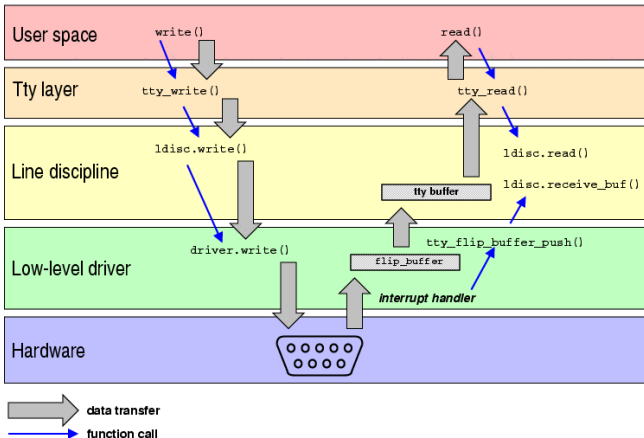 User space
write()
read()
Tty layer
tty_write()
tty_read()
ldisc.write()
ldisc.read()
Line discipline
tty buffer
ldisc.receive_buf()
driver.write()
tty_flip_buffer_push()
Low-level driver
flip_buffer
interrupt handler
Hardware
data transfer
function call